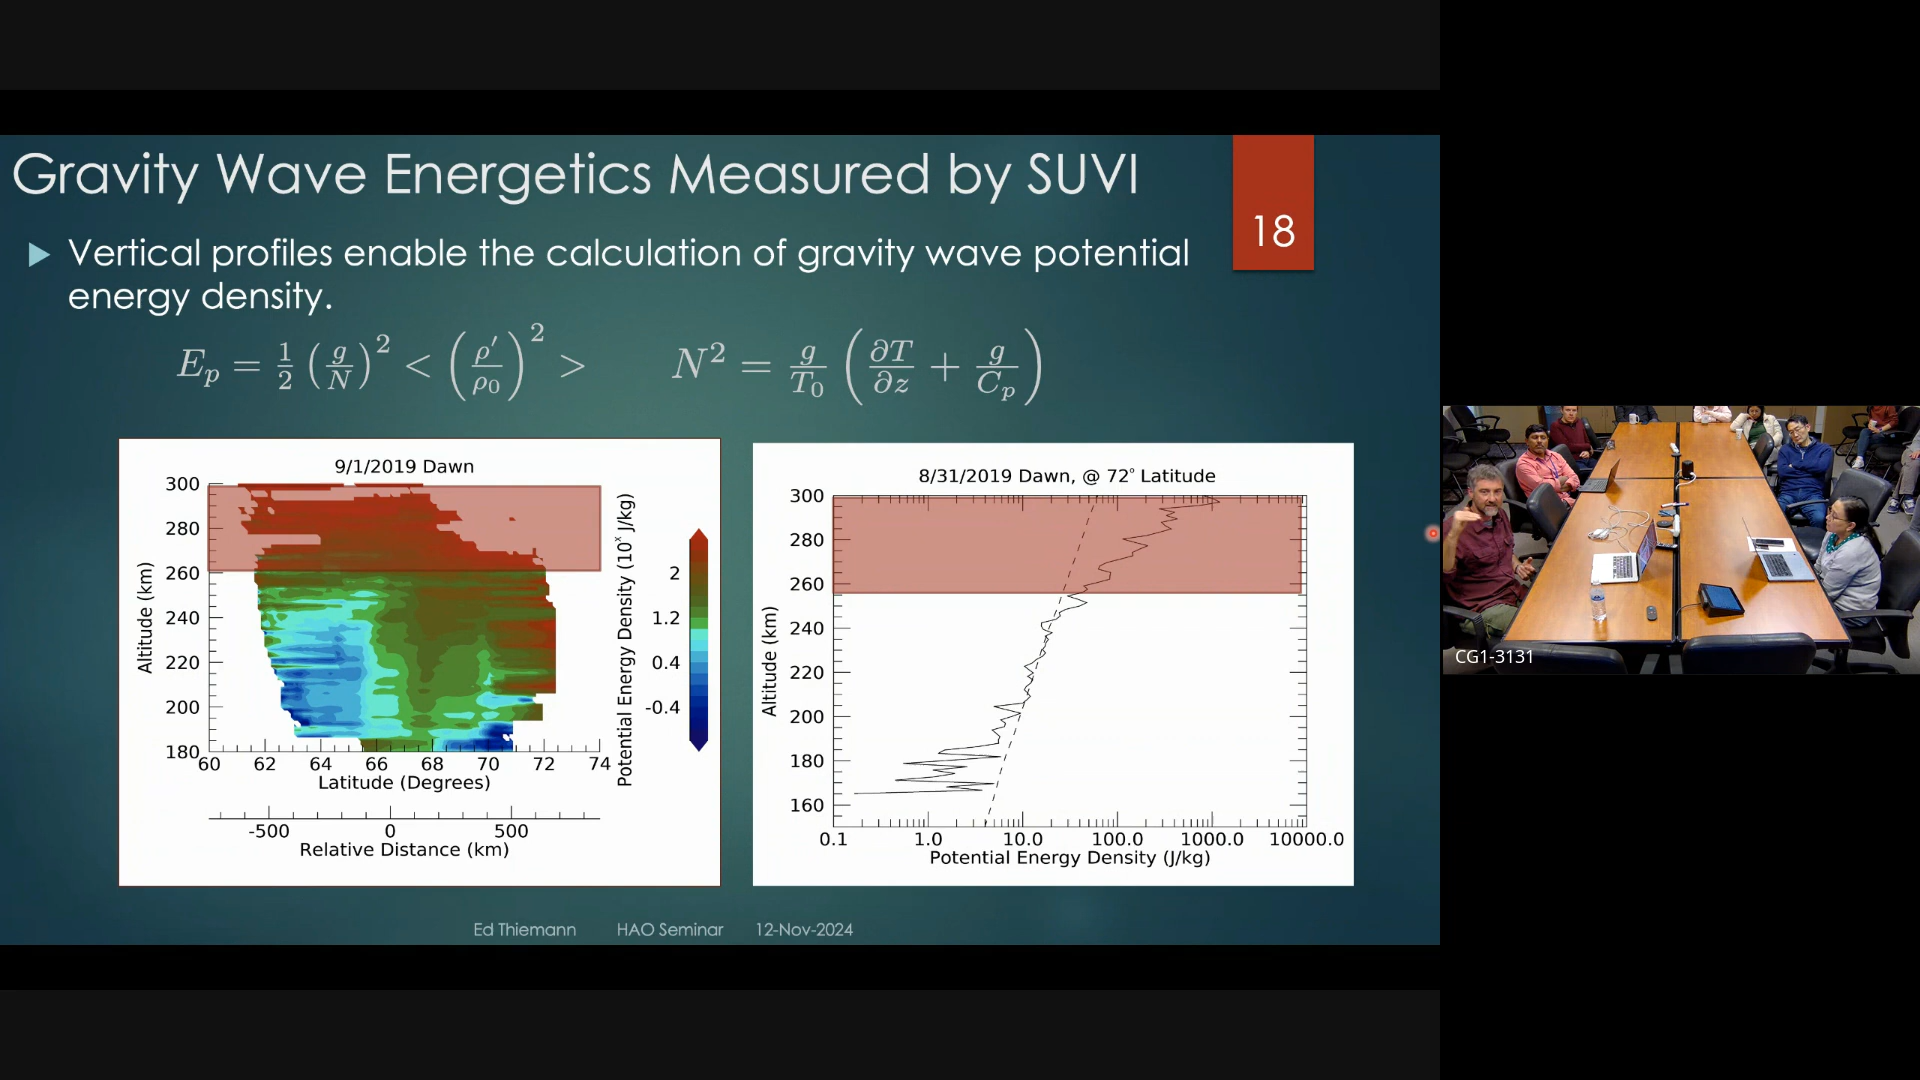 Gravity Wave Energetics Measured by SUVI
18
Vertical profiles enable the calculation of gravity wave potential
energy density.
E_p = 1/2 (g/N)^2 < (ρ′/ρ_0)^2 >
N^2 = g/T_0 (∂T/∂z + g/C_p)
9/1/2019 Dawn
300
280
260
240
220
200
180
Altitude (km)
60 62 64 66 68 70 72 74
Latitude (Degrees)
-500 0 500
Relative Distance (km)
Potential Energy Density (10^x J/kg)
2
1.2
0.4
-0.4
8/31/2019 Dawn, @ 72° Latitude
300
280
260
240
220
200
180
160
Altitude (km)
0.1 1.0 10.0 100.0 1000.0 10000.0
Potential Energy Density (J/kg)
Ed Thiemann HAO Seminar 12-Nov-2024
CG1-3131